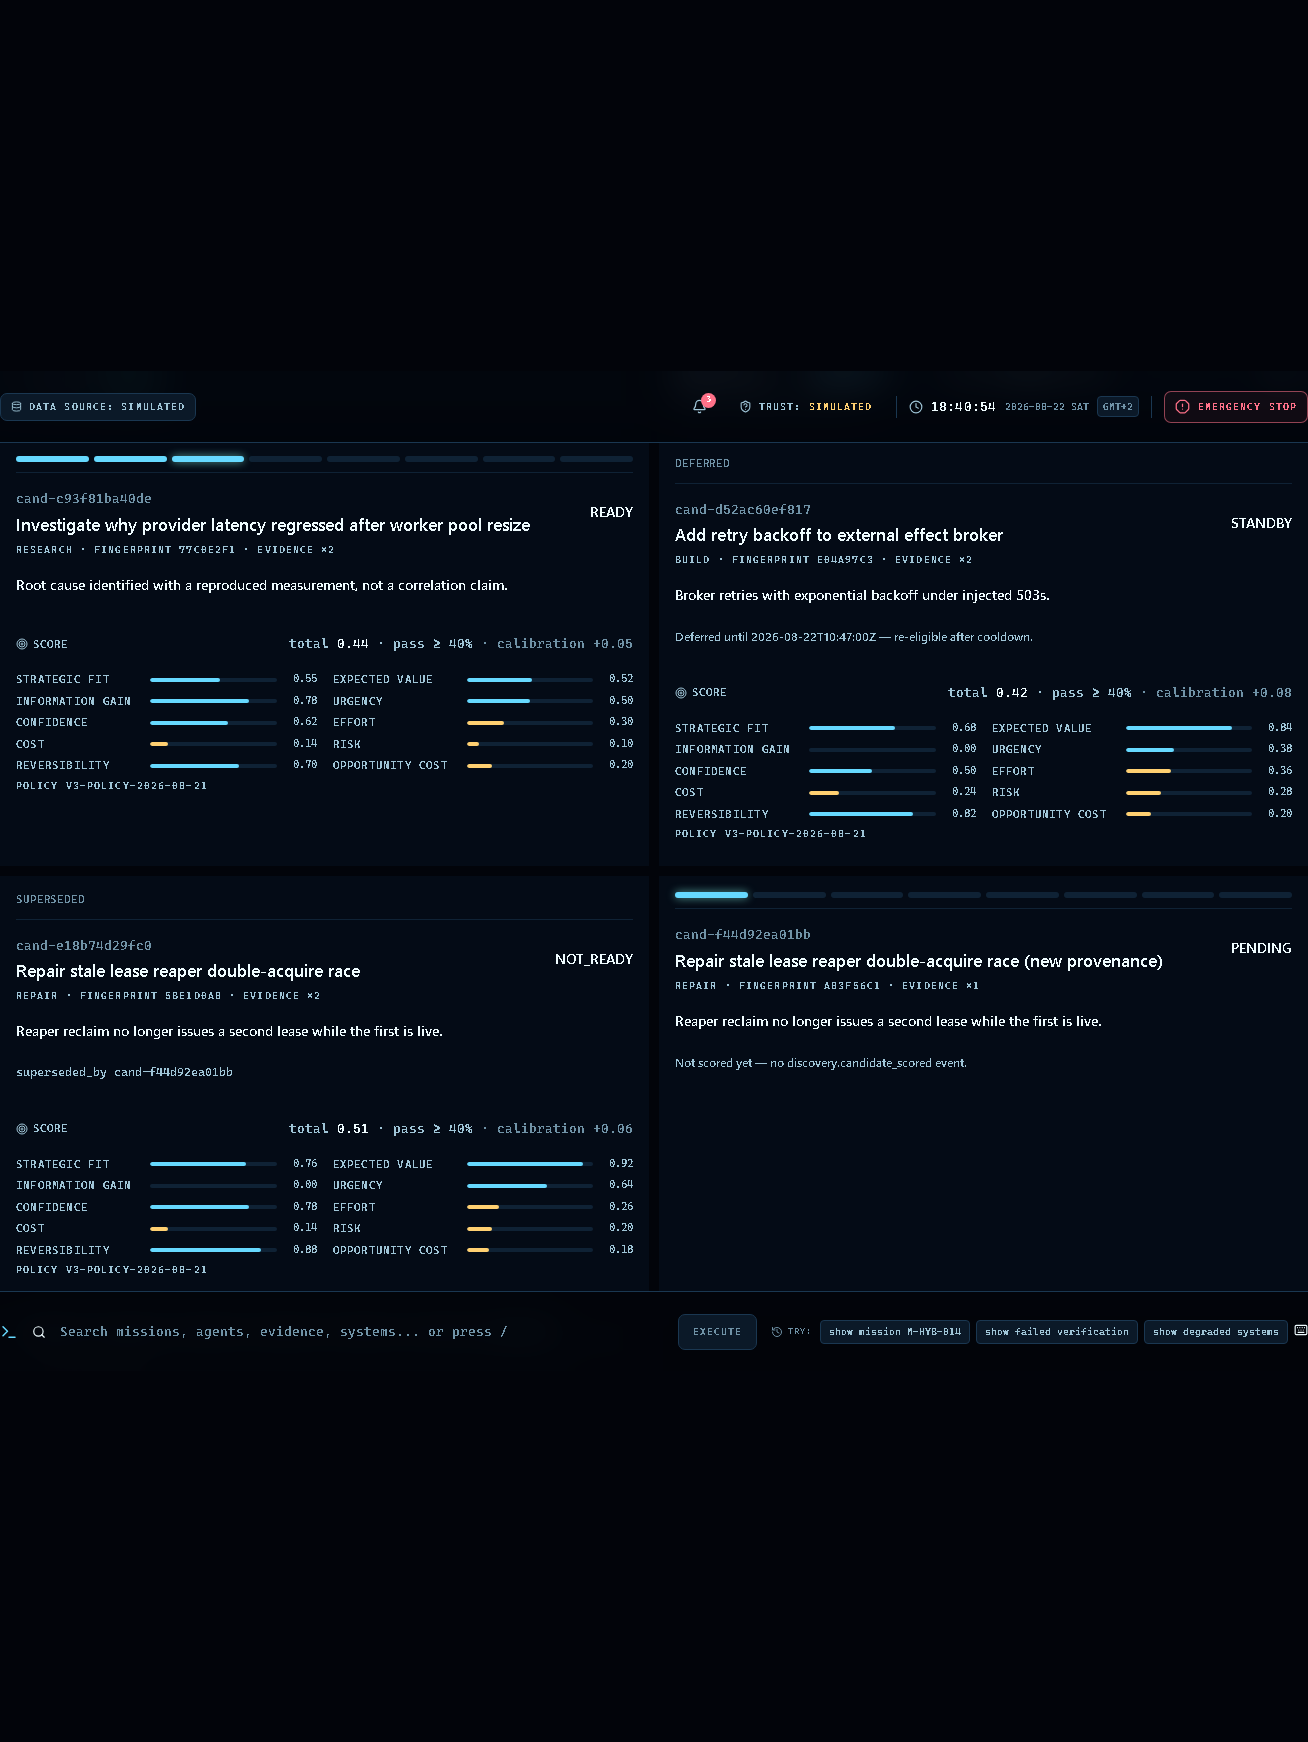 DATA SOURCE: SIMULATED
TRUST: SIMULATED
18:40:54 2026-08-22 SAT GMT+2
EMERGENCY STOP
cand-c93f81ba40de
READY
Investigate why provider latency regressed after worker pool resize
RESEARCH · FINGERPRINT 77C0E2F1 · EVIDENCE ×2
Root cause identified with a reproduced measurement, not a correlation claim.
SCORE total 0.44 · pass ≥ 40% · calibration +0.05
STRATEGIC FIT 0.55 EXPECTED VALUE 0.52
INFORMATION GAIN 0.78 URGENCY 0.50
CONFIDENCE 0.62 EFFORT 0.30
COST 0.14 RISK 0.10
REVERSIBILITY 0.70 OPPORTUNITY COST 0.20
POLICY V3-POLICY-2026-08-21
DEFERRED
cand-d52ac60ef817
STANDBY
Add retry backoff to external effect broker
BUILD · FINGERPRINT E04A97C3 · EVIDENCE ×2
Broker retries with exponential backoff under injected 503s.
Deferred until 2026-08-22T10:47:00Z — re-eligible after cooldown.
SCORE total 0.42 · pass ≥ 40% · calibration +0.08
STRATEGIC FIT 0.68 EXPECTED VALUE 0.84
INFORMATION GAIN 0.00 URGENCY 0.38
CONFIDENCE 0.50 EFFORT 0.36
COST 0.24 RISK 0.28
REVERSIBILITY 0.82 OPPORTUNITY COST 0.20
POLICY V3-POLICY-2026-08-21
SUPERSEDED
cand-e18b74d29fc0
NOT_READY
Repair stale lease reaper double-acquire race
REPAIR · FINGERPRINT 5BE1D0A8 · EVIDENCE ×2
Reaper reclaim no longer issues a second lease while the first is live.
superseded_by cand-f44d92ea01bb
SCORE total 0.51 · pass ≥ 40% · calibration +0.06
STRATEGIC FIT 0.76 EXPECTED VALUE 0.92
INFORMATION GAIN 0.00 URGENCY 0.64
CONFIDENCE 0.78 EFFORT 0.26
COST 0.14 RISK 0.20
REVERSIBILITY 0.88 OPPORTUNITY COST 0.18
POLICY V3-POLICY-2026-08-21
cand-f44d92ea01bb
PENDING
Repair stale lease reaper double-acquire race (new provenance)
REPAIR · FINGERPRINT A83F56C1 · EVIDENCE ×1
Reaper reclaim no longer issues a second lease while the first is live.
Not scored yet — no discovery.candidate_scored event.
Search missions, agents, evidence, systems... or press /
EXECUTE
TRY: show mission M-HYB-014 show failed verification show degraded systems